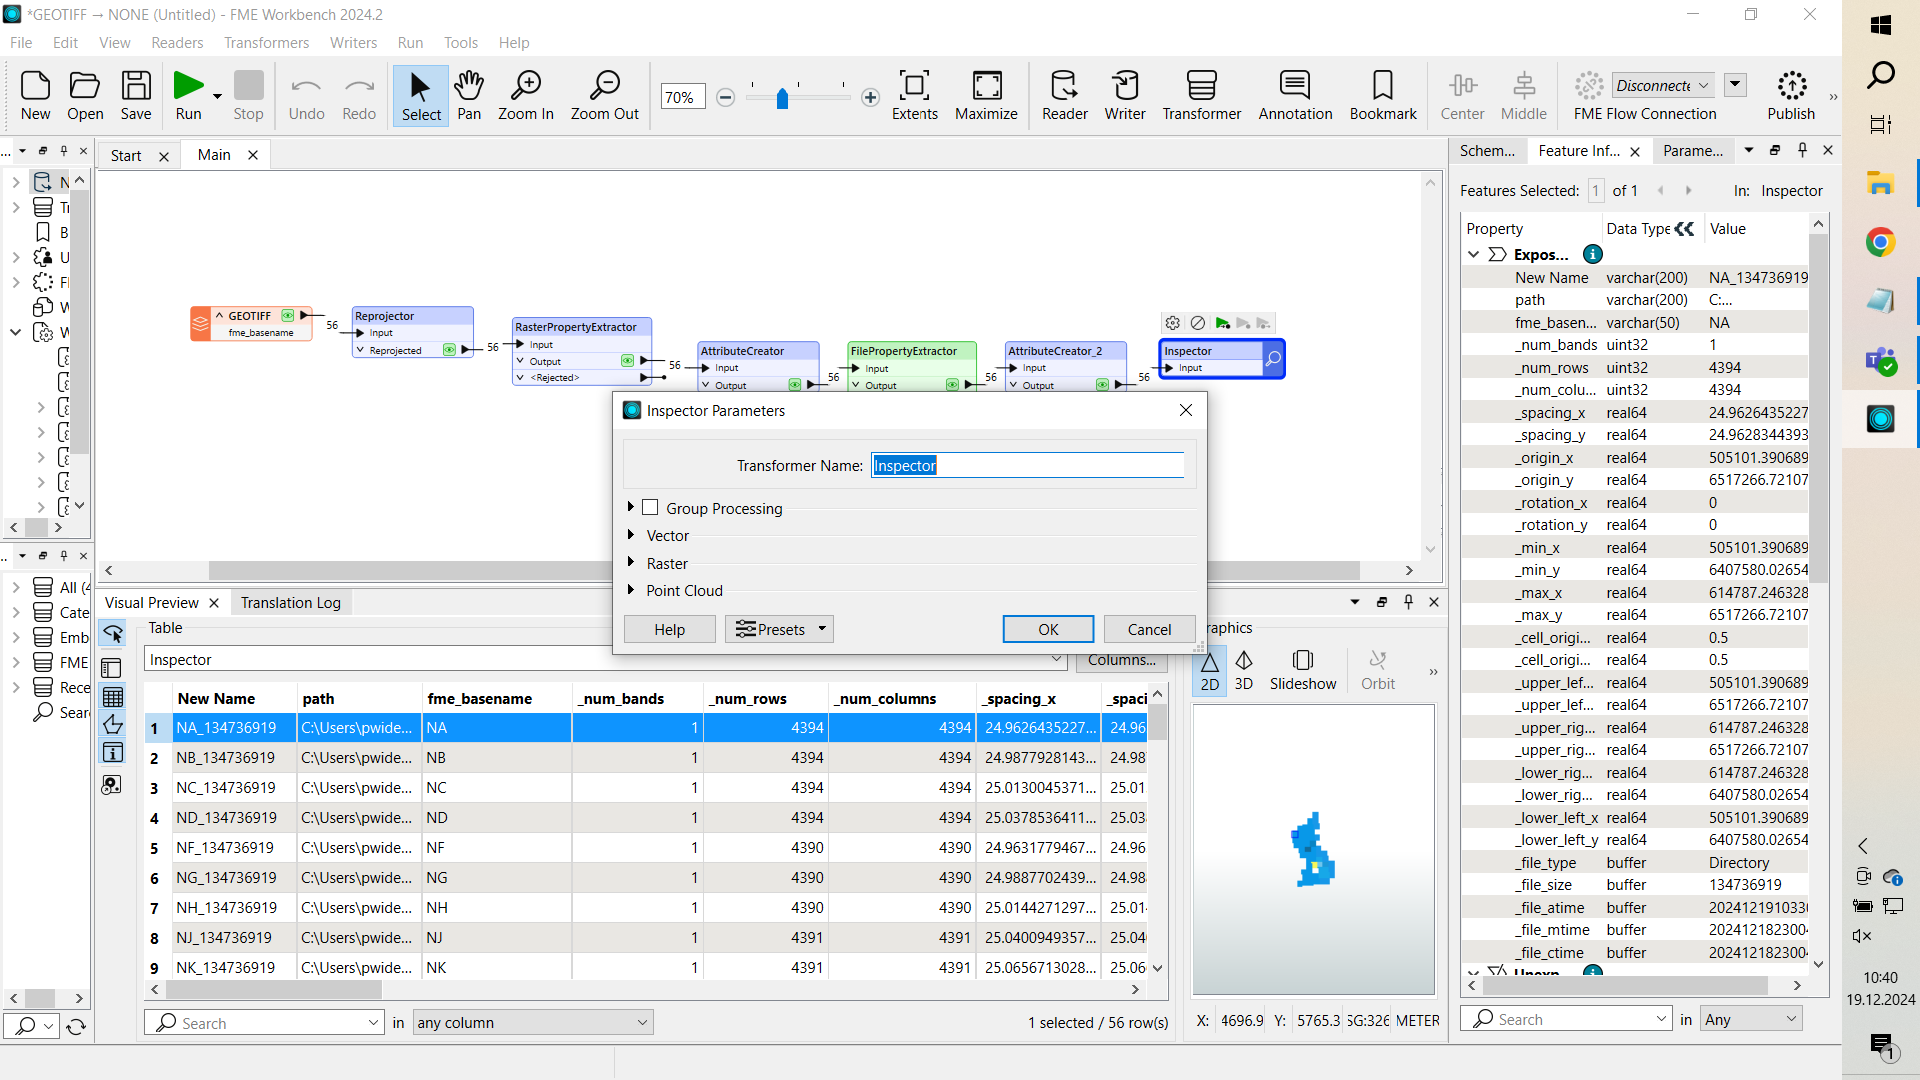 *GEOTIFF → NONE (Untitled) - FME Workbench 2024.2
File Edit View Readers Transformers Writers Run Tools Help
New Open Save Run Stop Undo Redo Select Pan Zoom In Zoom Out 70% Extents Maximize Reader Writer Transformer Annotation Bookmark Center Middle Disconnecte FME Flow Connection Publish
Start Main
Schem... Feature Inf... Parame...
Features Selected: 1 of 1 In: Inspector
Property Data Type Value
Expos...
New Name varchar(200) NA_134736919
path varchar(200) C:...
fme_basen... varchar(50) NA
_num_bands uint32 1
_num_rows uint32 4394
_num_colu... uint32 4394
_spacing_x real64 24.9626435227
_spacing_y real64 24.9628344393
_origin_x real64 505101.390689
_origin_y real64 6517266.72107
_rotation_x real64 0
_rotation_y real64 0
_min_x real64 505101.390689
_min_y real64 6407580.02654
_max_x real64 614787.246328
_max_y real64 6517266.72107
_cell_origi... real64 0.5
_cell_origi... real64 0.5
_upper_lef... real64 505101.390689
_upper_lef... real64 6517266.72107
_upper_rig... real64 614787.246328
_upper_rig... real64 6517266.72107
_lower_rig... real64 614787.246328
_lower_rig... real64 6407580.02654
_lower_left_x real64 505101.390689
_lower_left_y real64 6407580.02654
_file_type buffer Directory
_file_size buffer 134736919
_file_atime buffer 2024121910330
_file_mtime buffer 2024121823004
_file_ctime buffer 2024121823004
Search in Any
GEOTIFF
fme_basename
56
Reprojector
Input
Reprojected
56
RasterPropertyExtractor
Input
Output
<Rejected>
56
AttributeCreator
Input
Output
56
FilePropertyExtractor
Input
Output
56
AttributeCreator_2
Input
Output
56
Inspector
Input
Inspector Parameters
Transformer Name: Inspector
Group Processing
Vector
Raster
Point Cloud
Help Presets OK Cancel
All (4
Cate
Emb
FME
Rece
Sear
Visual Preview Translation Log
Table
Inspector
Columns...
New Name path fme_basename _num_bands _num_rows _num_columns _spacing_x _spaci
1 NA_134736919 C:\Users\pwide... NA 1 4394 4394 24.9626435227... 24.96
2 NB_134736919 C:\Users\pwide... NB 1 4394 4394 24.9877928143... 24.98
3 NC_134736919 C:\Users\pwide... NC 1 4394 4394 25.0130045371... 25.01
4 ND_134736919 C:\Users\pwide... ND 1 4394 4394 25.0378536411... 25.03
5 NF_134736919 C:\Users\pwide... NF 1 4390 4390 24.9631779467... 24.96
6 NG_134736919 C:\Users\pwide... NG 1 4390 4390 24.9887702439... 24.98
7 NH_134736919 C:\Users\pwide... NH 1 4390 4390 25.0144271297... 25.01
8 NJ_134736919 C:\Users\pwide... NJ 1 4391 4391 25.0400949357... 25.04
9 NK_134736919 C:\Users\pwide... NK 1 4391 4391 25.0656713028... 25.06
Search in any column 1 selected / 56 row(s)
raphics
2D 3D Slideshow Orbit
X: 4696.9 Y: 5765.3 SG:326 METER
10:40
19.12.2024
1